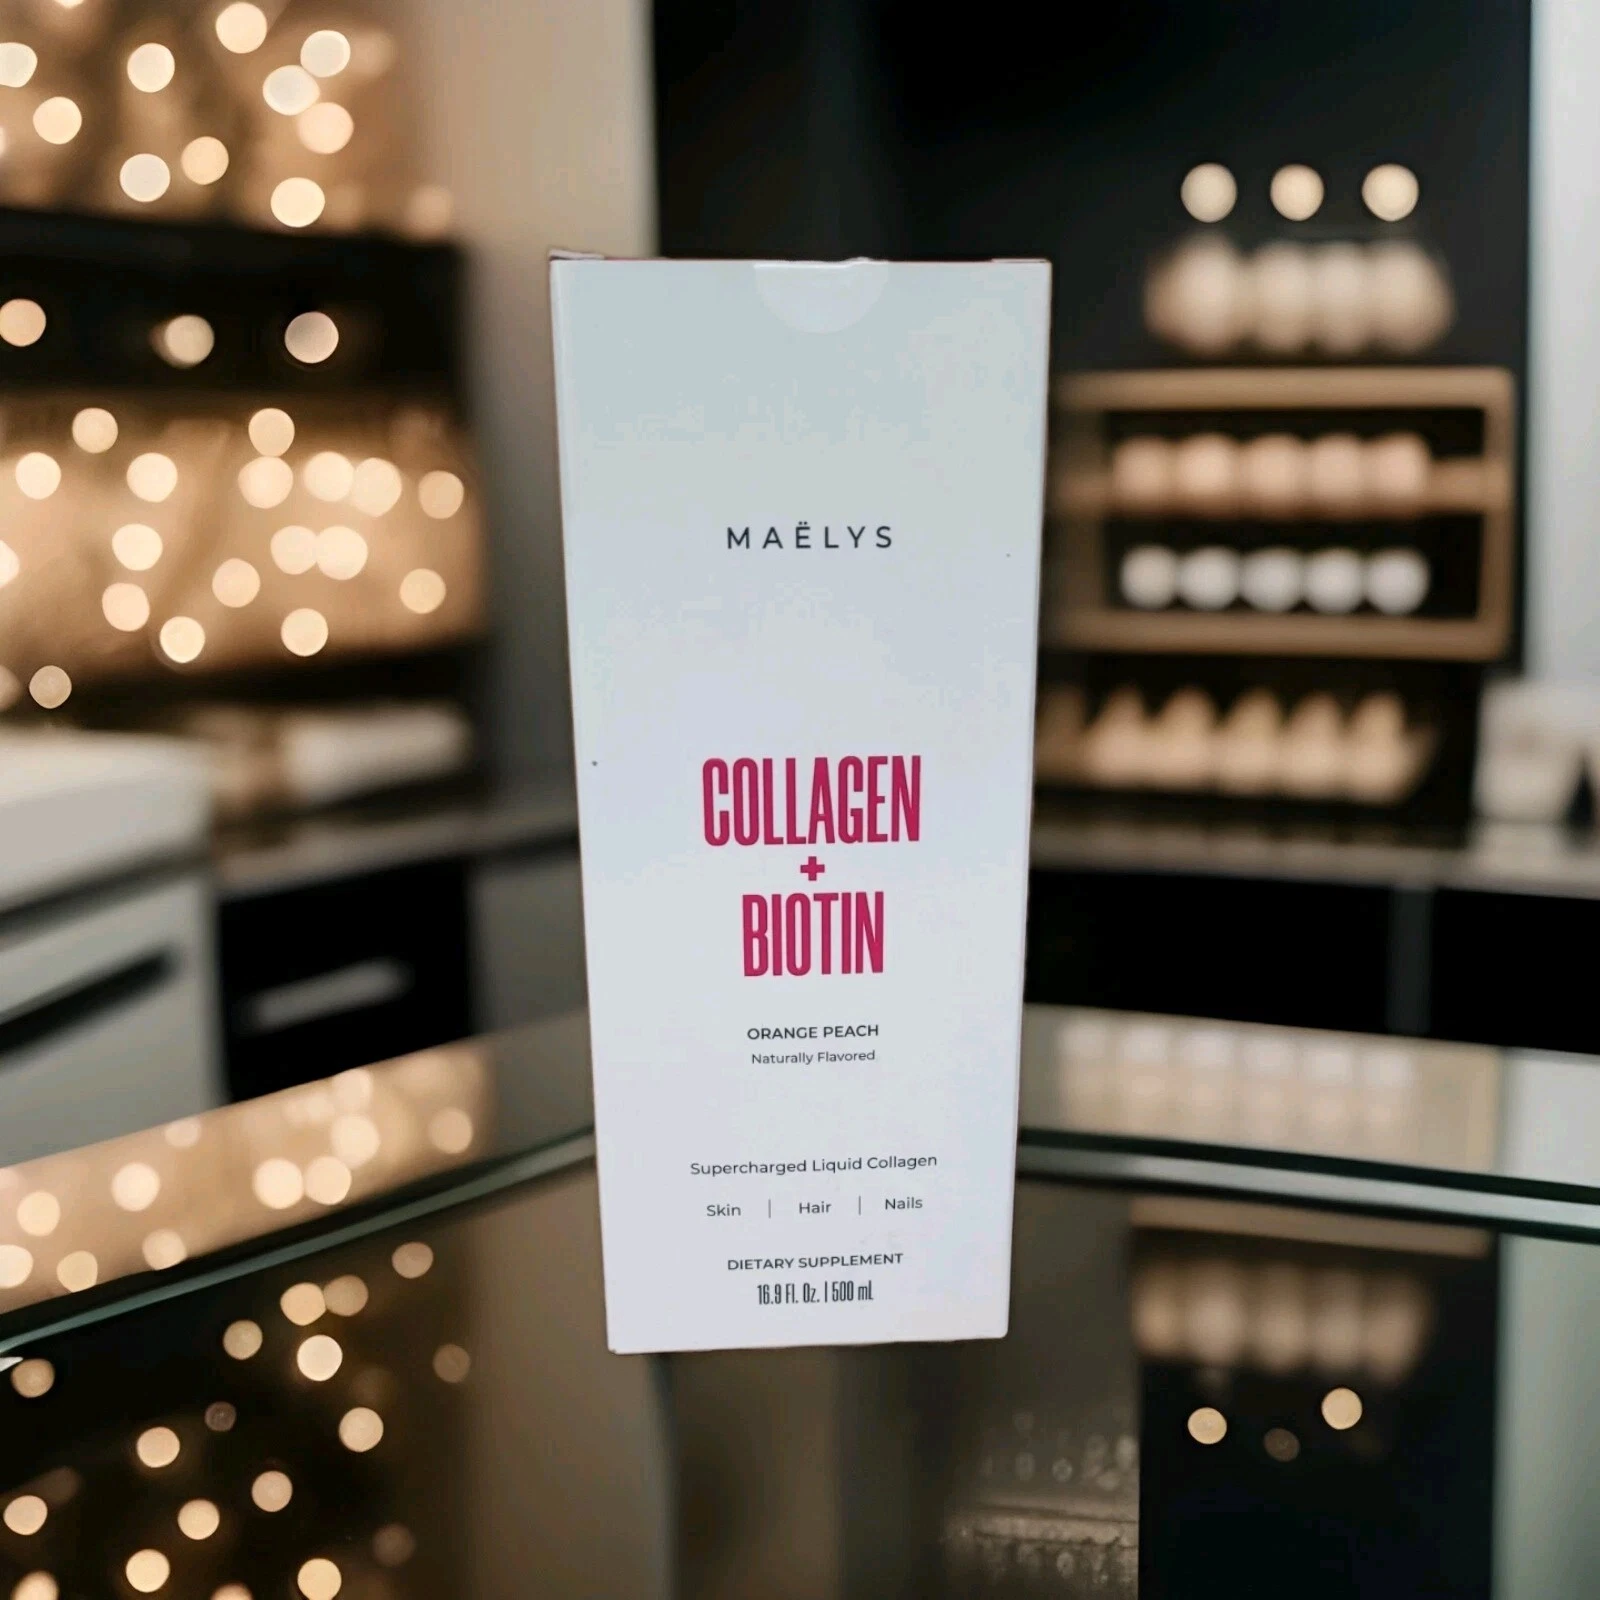 MAËLYS
COLLAGEN
+
BIOTIN
ORANGE PEACH
Naturally Flavored
Supercharged Liquid Collagen
Skin | Hair | Nails
DIETARY SUPPLEMENT
16.9 Fl. Oz. | 500 mL